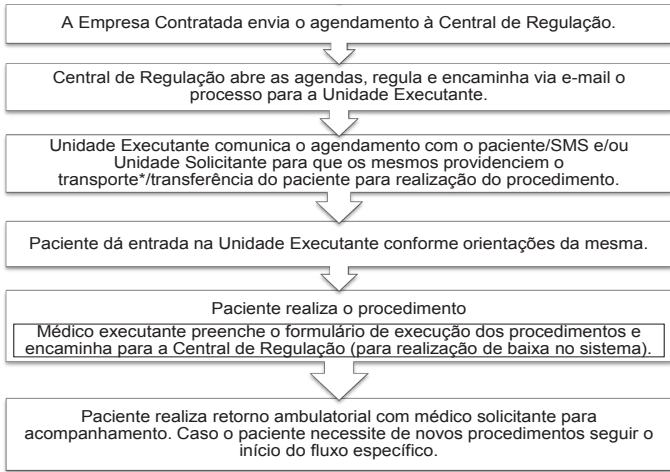 A Empresa Contratada envia o agendamento à Central de Regulação.
Central de Regulação abre as agendas, regula e encaminha via e-mail o
processo para a Unidade Executante.
Unidade Executante comunica o agendamento com o paciente/SMS e/ou
Unidade Solicitante para que os mesmos providenciem o
transporte*/transferência do paciente para realização do procedimento.
Paciente dá entrada na Unidade Executante conforme orientações da mesma.
Paciente realiza o procedimento
Médico executante preenche o formulário de execução dos procedimentos e
encaminha para a Central de Regulação (para realização de baixa no sistema).
Paciente realiza retorno ambulatorial com médico solicitante para
acompanhamento. Caso o paciente necessite de novos procedimentos seguir o
início do fluxo específico.